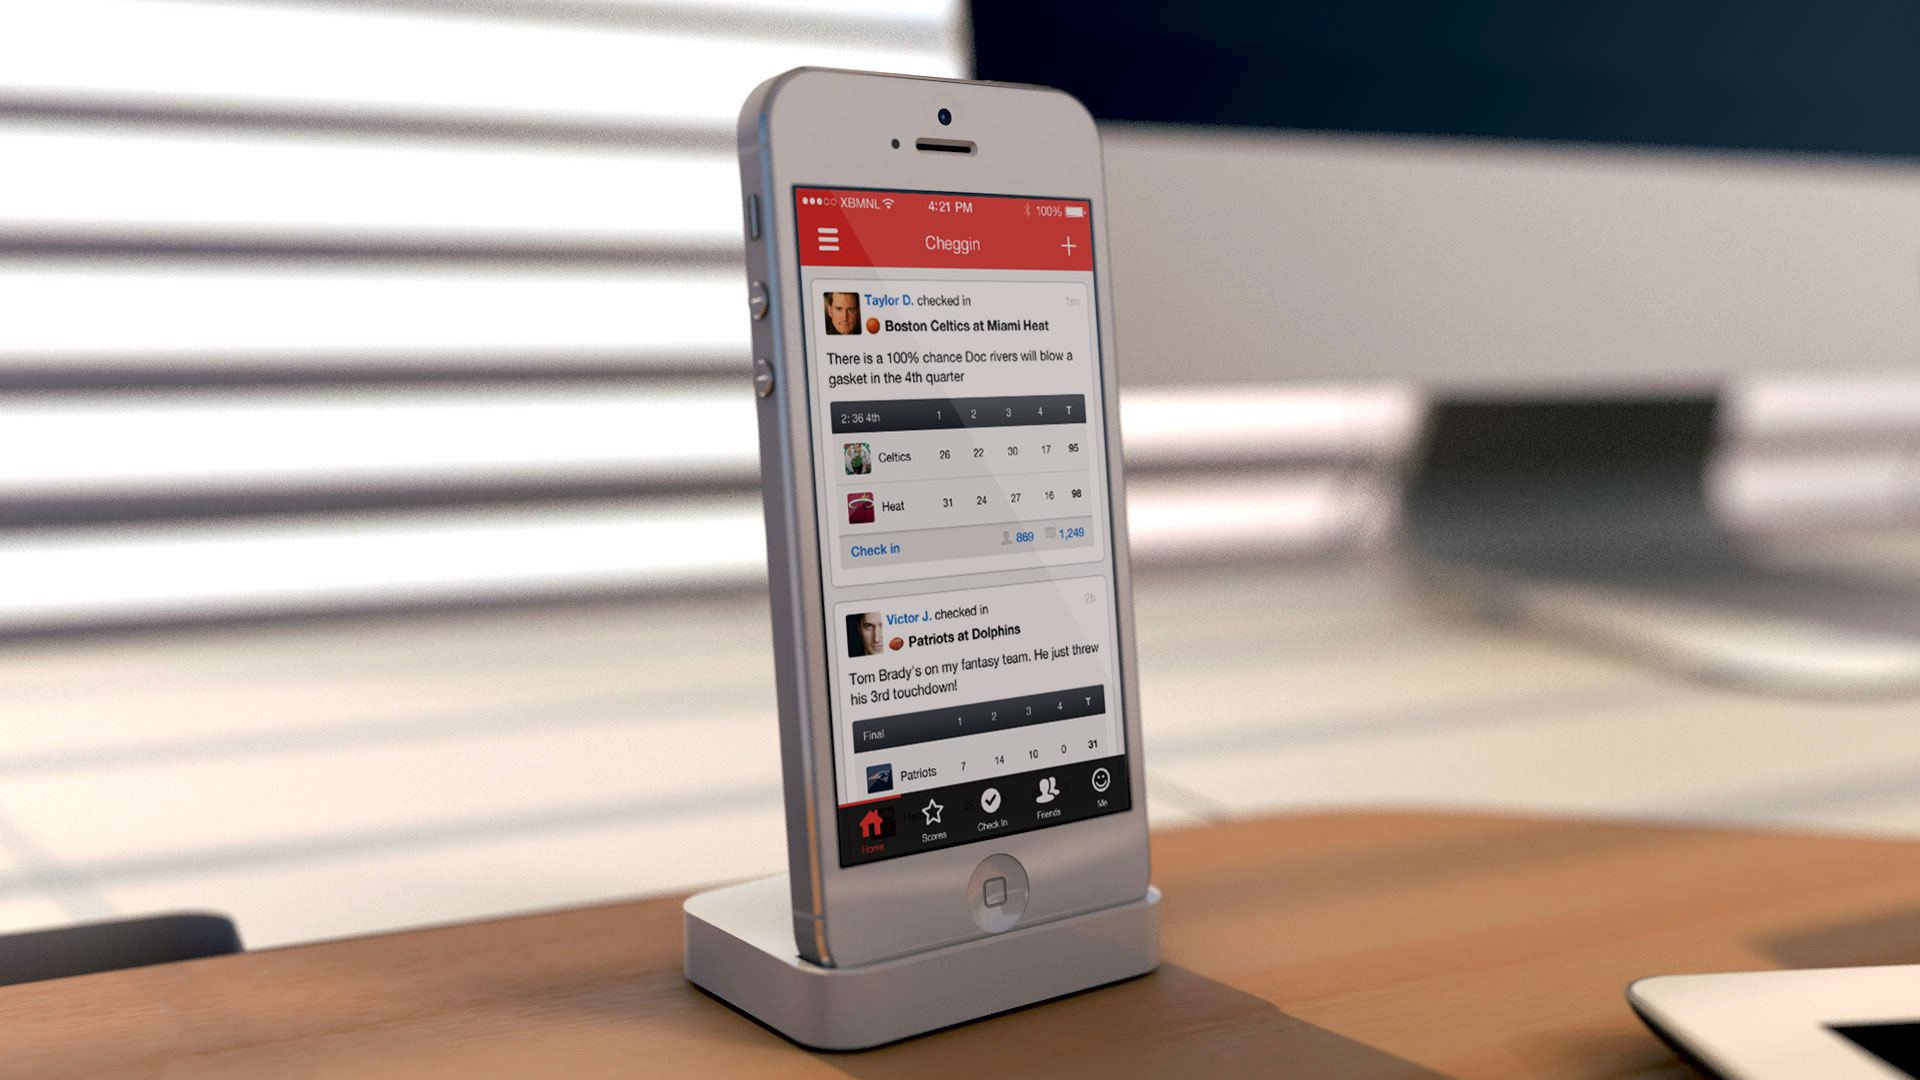 XBMNL 4:21 PM 100%
Cheggin
Taylor D. checked in 1m
Boston Celtics at Miami Heat
There is a 100% chance Doc rivers will blow a
gasket in the 4th quarter
2: 36 4th 1 2 3 4 T
Celtics 26 22 30 17 95
Heat 31 24 27 16 98
Check in 869 1,249
Victor J. checked in 2h
Patriots at Dolphins
Tom Brady's on my fantasy team. He just threw
his 3rd touchdown!
Final 1 2 3 4 T
Patriots 7 14 10 0 31
Home Scores Check In Friends Me